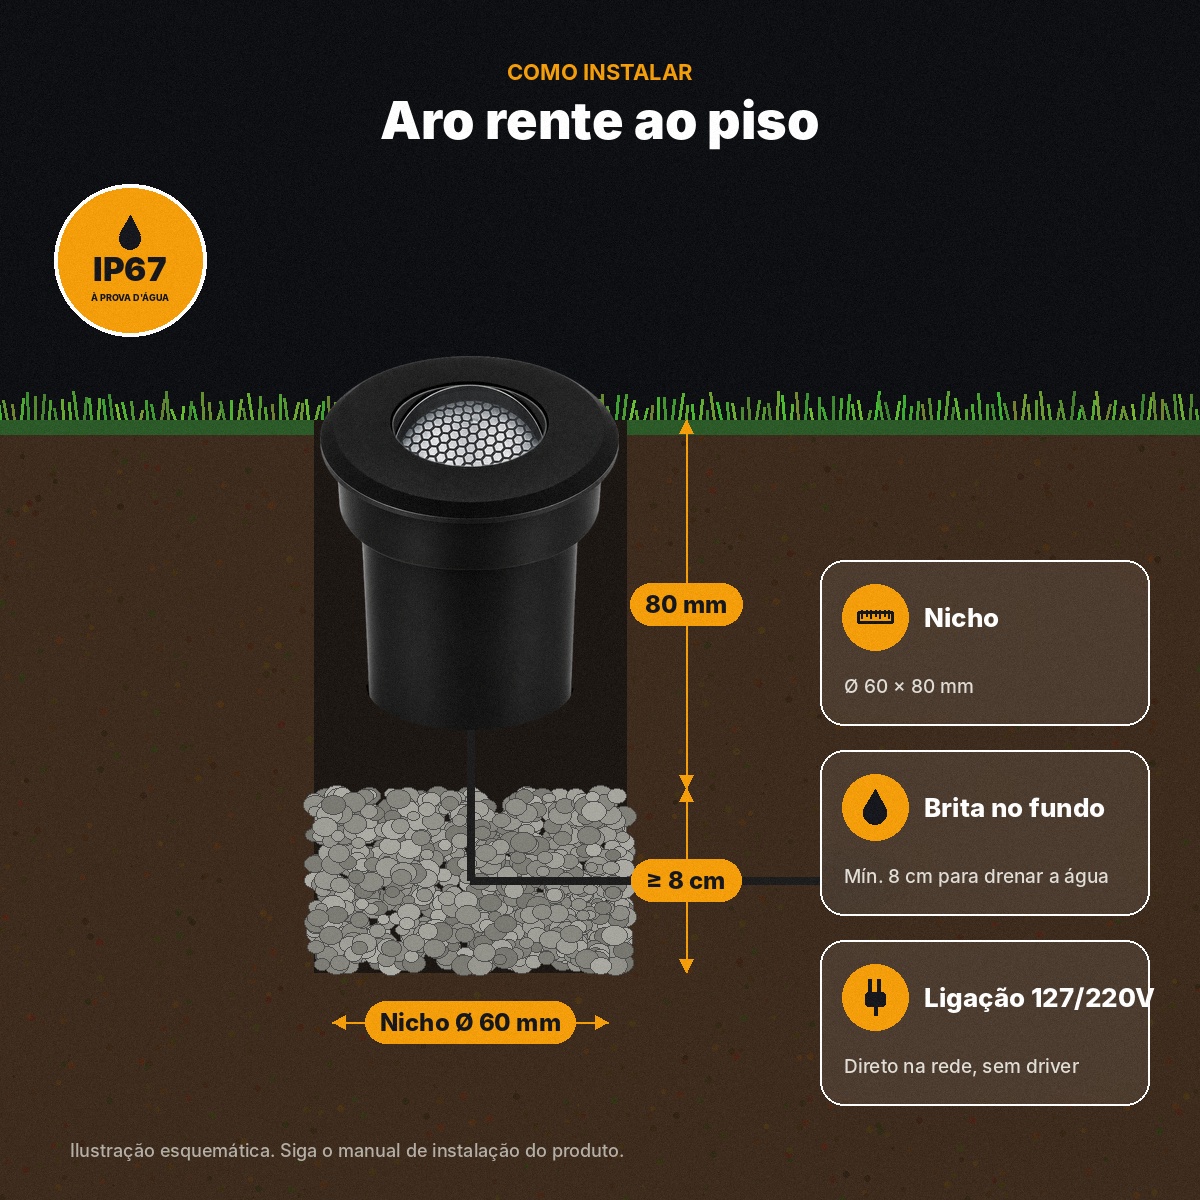 COMO INSTALAR
Aro rente ao piso
IP67
À PROVA D'ÁGUA
80 mm
Nicho
Ø 60 × 80 mm
Brita no fundo
≥ 8 cm
Mín. 8 cm para drenar a água
Ligação 127/220V
Nicho Ø 60 mm
Direto na rede, sem driver
Ilustração esquemática. Siga o manual de instalação do produto.